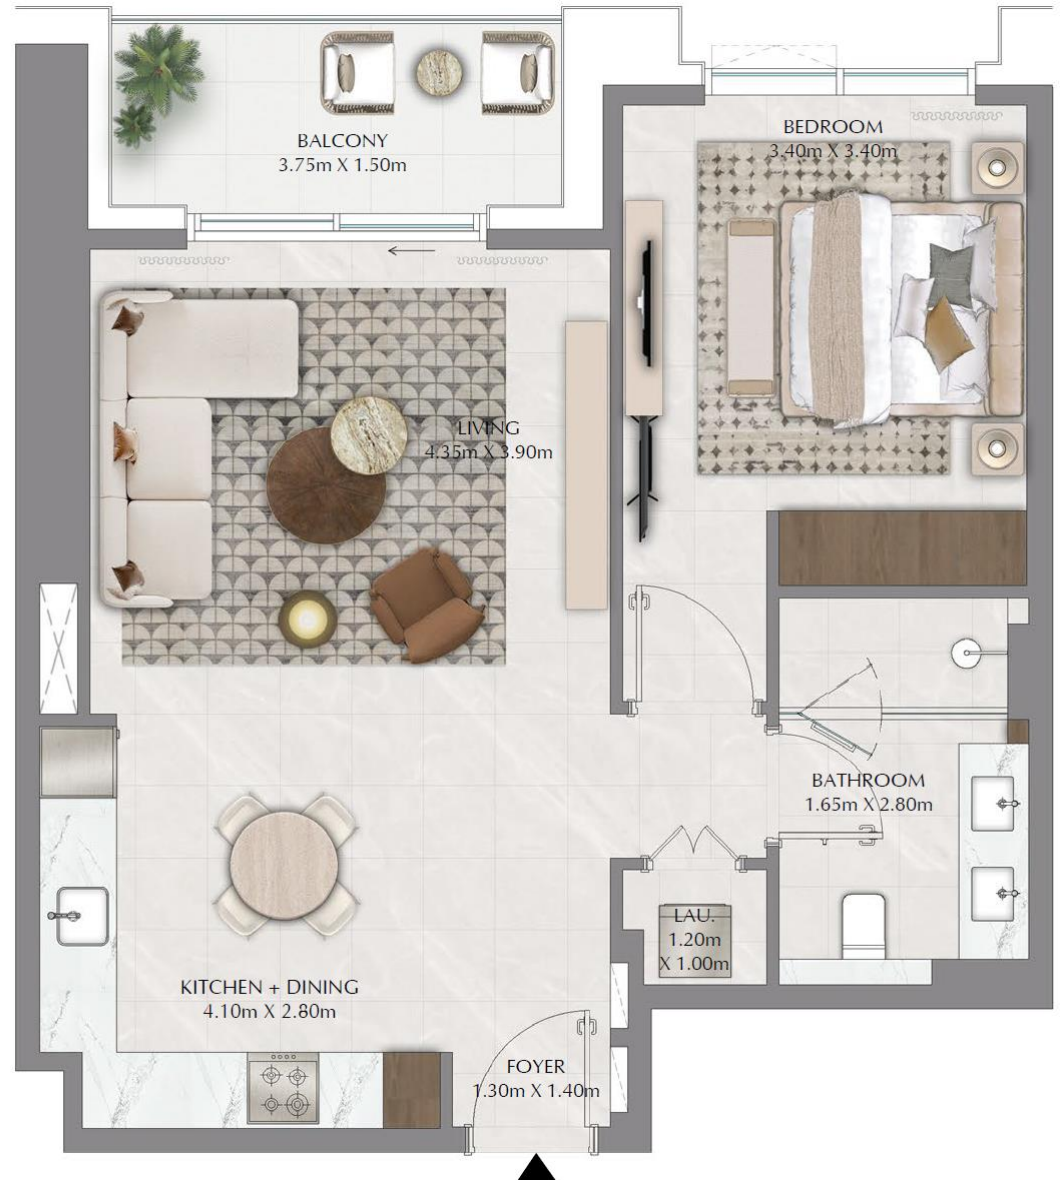 BALCONY
3.75m X 1.50m
BEDROOM
3.40m X 3.40m
LIVING
4.35m X 3.90m
BATHROOM
1.65m X 2.80m
LAU.
1.20m
X 1.00m
KITCHEN + DINING
4.10m X 2.80m
FOYER
1.30m X 1.40m